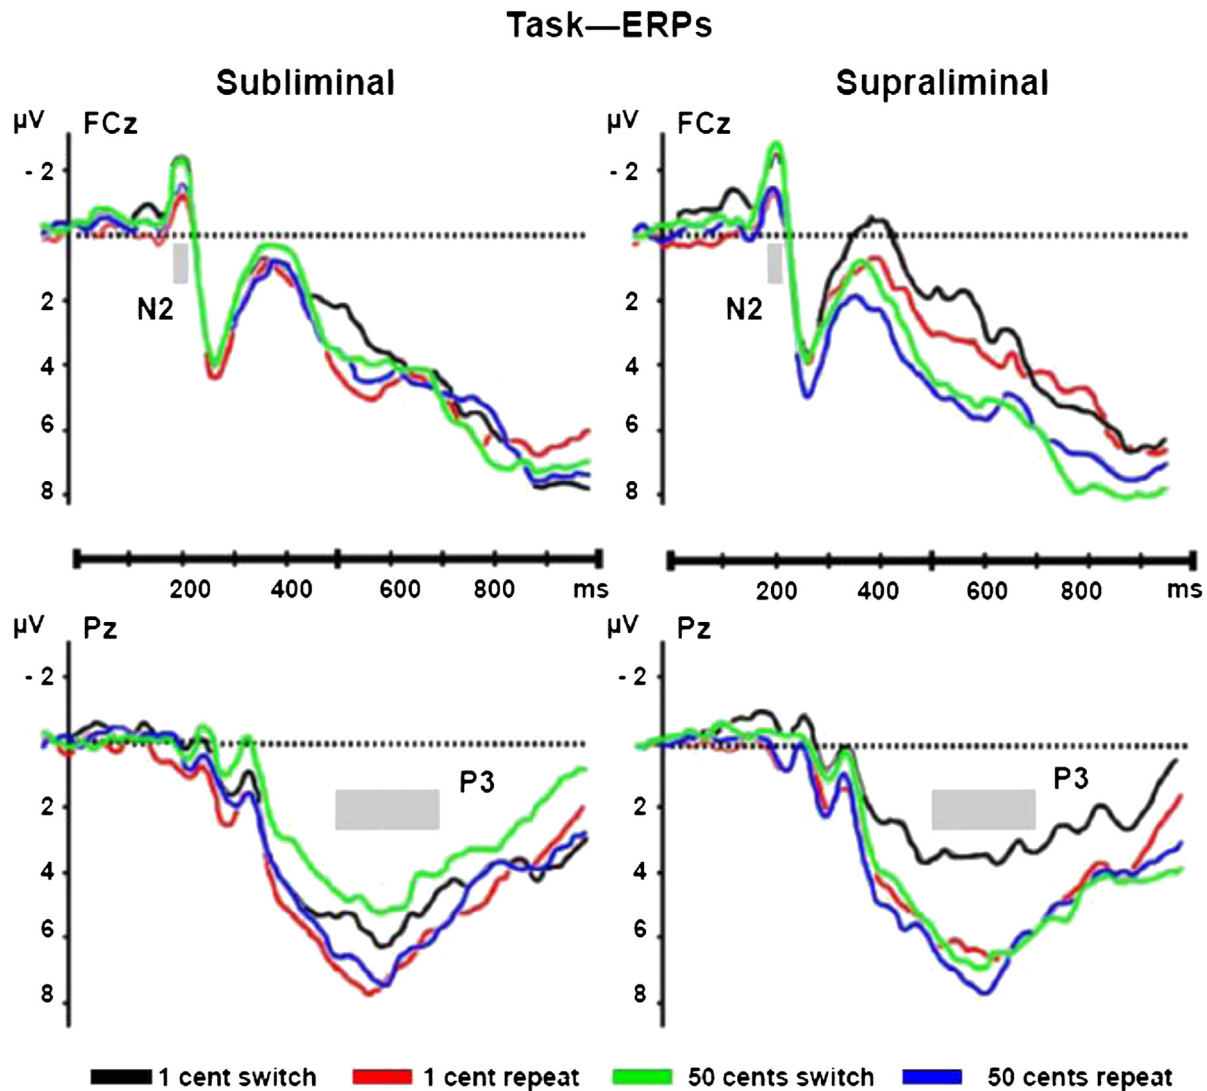 Task—ERPs
Subliminal Supraliminal
µV FCz µV FCz
- 2 - 2
N2 N2
2 2
4 4
6 6
8 8
200 400 600 800 ms 200 400 600 800 ms
µV Pz µV Pz
- 2 - 2
P3 P3
2 2
4 4
6 6
8 8
1 cent switch 1 cent repeat 50 cents switch 50 cents repeat